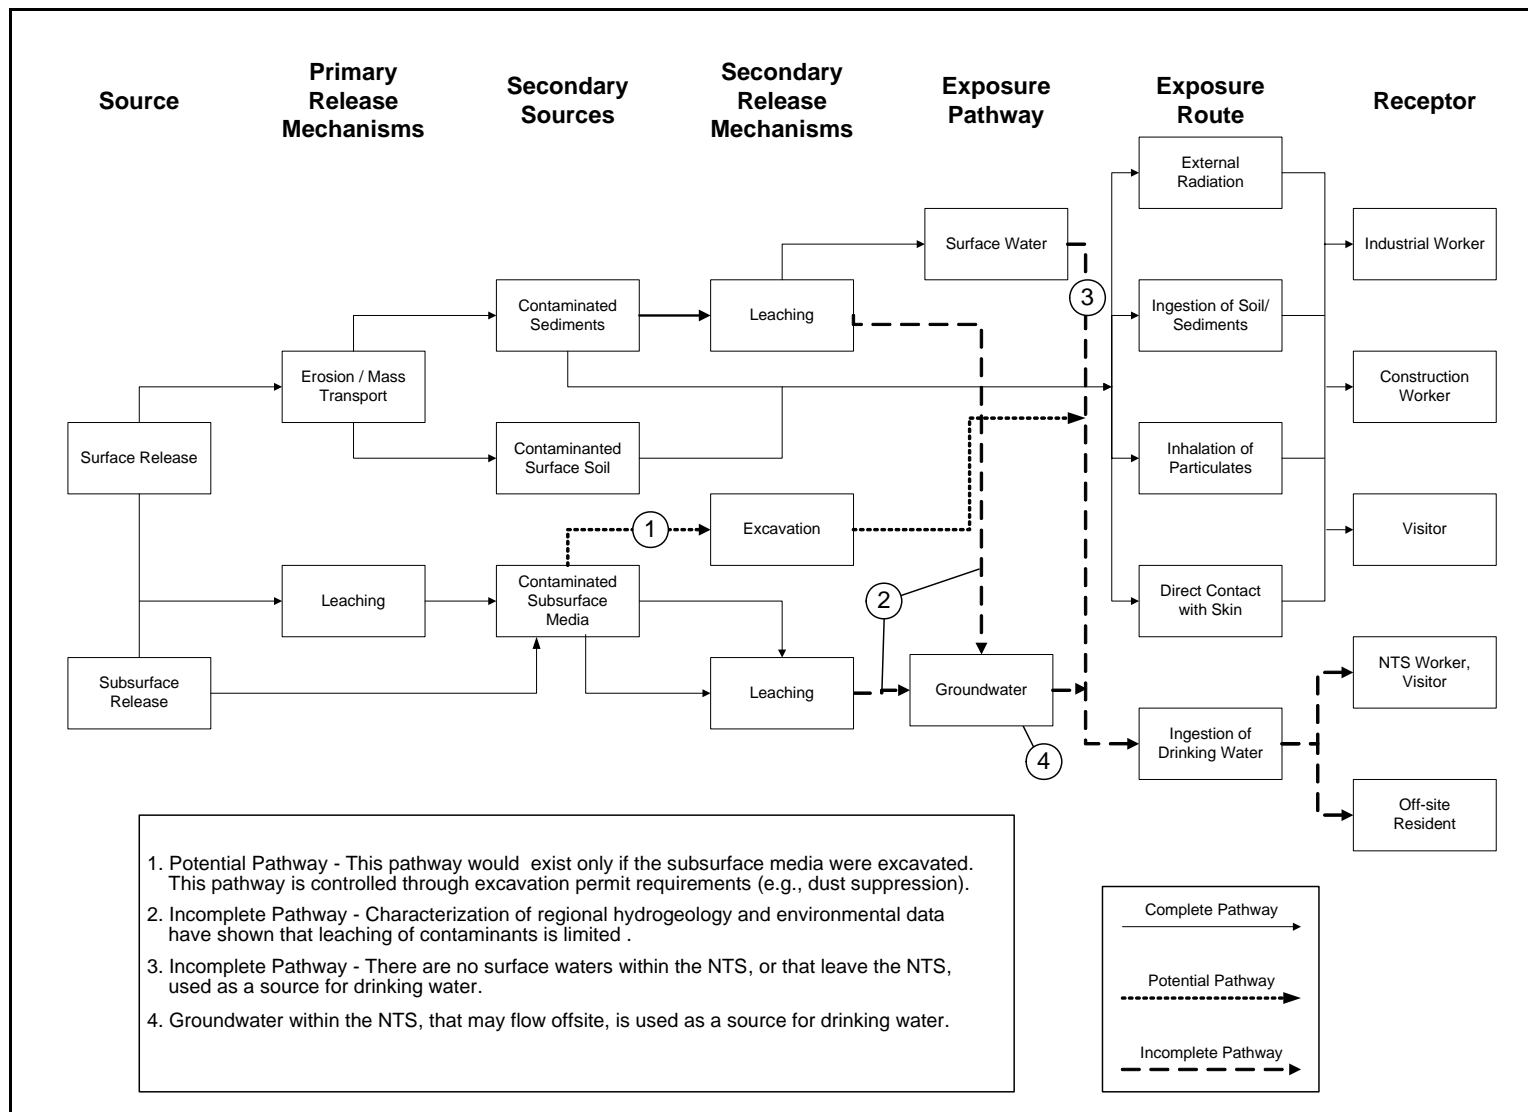 Source
Primary
Release
Mechanisms
Secondary
Sources
Secondary
Release
Mechanisms
Exposure
Pathway
Exposure
Route
Receptor
External
Radiation
Surface Water
Industrial Worker
3
Contaminated
Sediments
Leaching
Ingestion of Soil/
Sediments
Erosion / Mass
Transport
Construction
Worker
Surface Release
Contaminanted
Surface Soil
Inhalation of
Particulates
1
Excavation
Visitor
Leaching
Contaminated
Subsurface
Media
2
Direct Contact
with Skin
Subsurface
Release
Leaching
Groundwater
NTS Worker,
Visitor
4
Ingestion of
Drinking Water
Off-site
Resident
1. Potential Pathway - This pathway would exist only if the subsurface media were excavated.
This pathway is controlled through excavation permit requirements (e.g., dust suppression).
2. Incomplete Pathway - Characterization of regional hydrogeology and environmental data
have shown that leaching of contaminants is limited .
3. Incomplete Pathway - There are no surface waters within the NTS, or that leave the NTS,
used as a source for drinking water.
4. Groundwater within the NTS, that may flow offsite, is used as a source for drinking water.
Complete Pathway
Potential Pathway
Incomplete Pathway